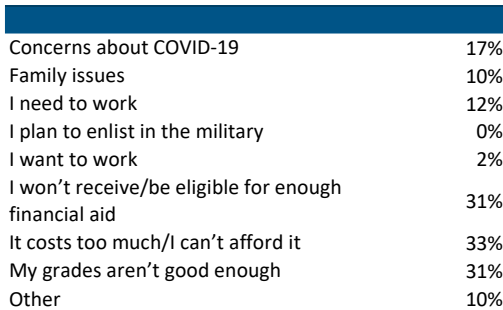 Concerns about COVID-19 17%
Family issues 10%
I need to work 12%
I plan to enlist in the military 0%
I want to work 2%
I won’t receive/be eligible for enough
financial aid 31%
It costs too much/I can’t afford it 33%
My grades aren’t good enough 31%
Other 10%